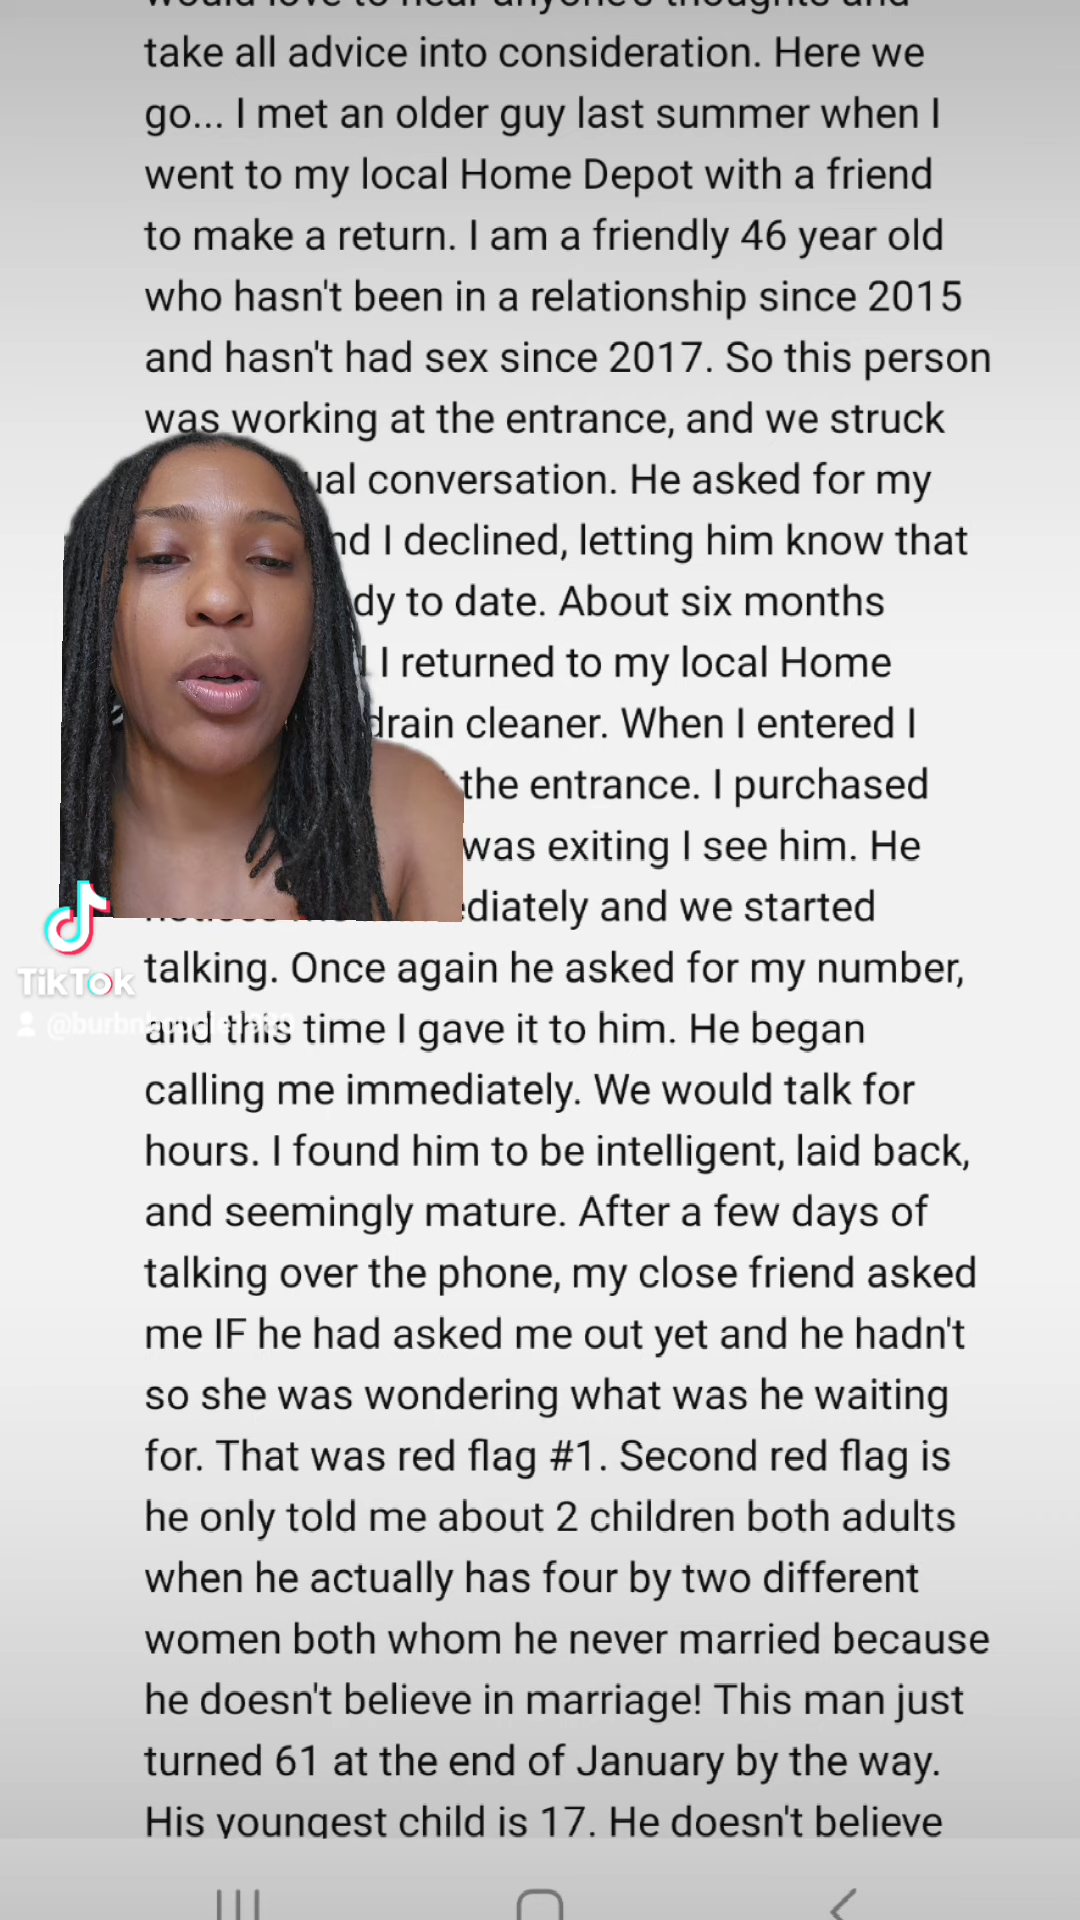 would love to hear anyone's thoughts and
take all advice into consideration. Here we
go... I met an older guy last summer when I
went to my local Home Depot with a friend
to make a return. I am a friendly 46 year old
who hasn't been in a relationship since 2015
and hasn't had sex since 2017. So this person
was working at the entrance, and we struck
conversation. He asked for my
I declined, letting him know that
to date. About six months
I returned to my local Home
drain cleaner. When I entered I
the entrance. I purchased
was exiting I see him. He
and we started
talking. Once again he asked for my number,
and this time I gave it to him. He began
calling me immediately. We would talk for
hours. I found him to be intelligent, laid back,
and seemingly mature. After a few days of
talking over the phone, my close friend asked
me IF he had asked me out yet and he hadn't
so she was wondering what was he waiting
for. That was red flag #1. Second red flag is
he only told me about 2 children both adults
when he actually has four by two different
women both whom he never married because
he doesn't believe in marriage! This man just
turned 61 at the end of January by the way.
His youngest child is 17. He doesn't believe
TikTok